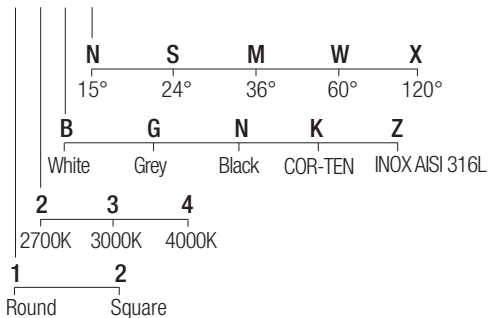 N S M W X
15° 24° 36° 60° 120°
B G N K Z
White Grey Black COR-TEN INOX AISI 316L
2 3 4
2700K 3000K 4000K
1 2
Round Square